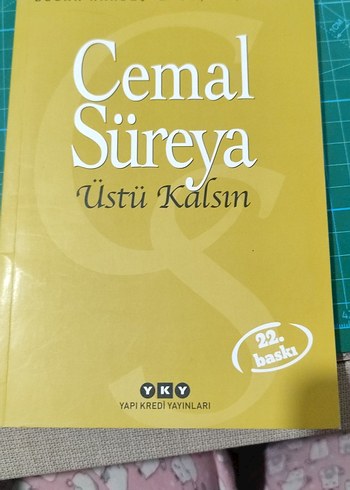 Cemal
Süreya
Üstü Kalsın
22.
baskı
YKY
YAPI KREDİ YAYINLARI